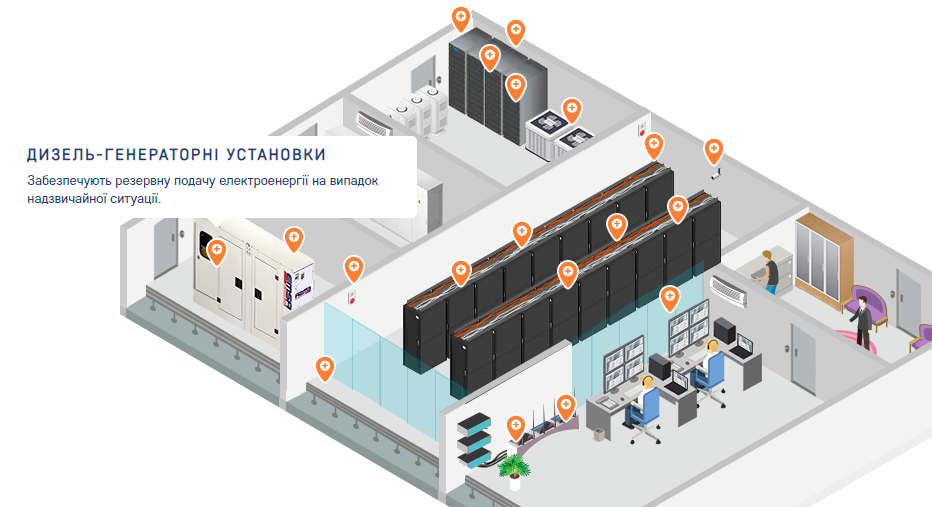 ДИЗЕЛЬ-ГЕНЕРАТОРНІ УСТАНОВКИ
Забезпечують резервну подачу електроенергії на випадок
надзвичайної ситуації.